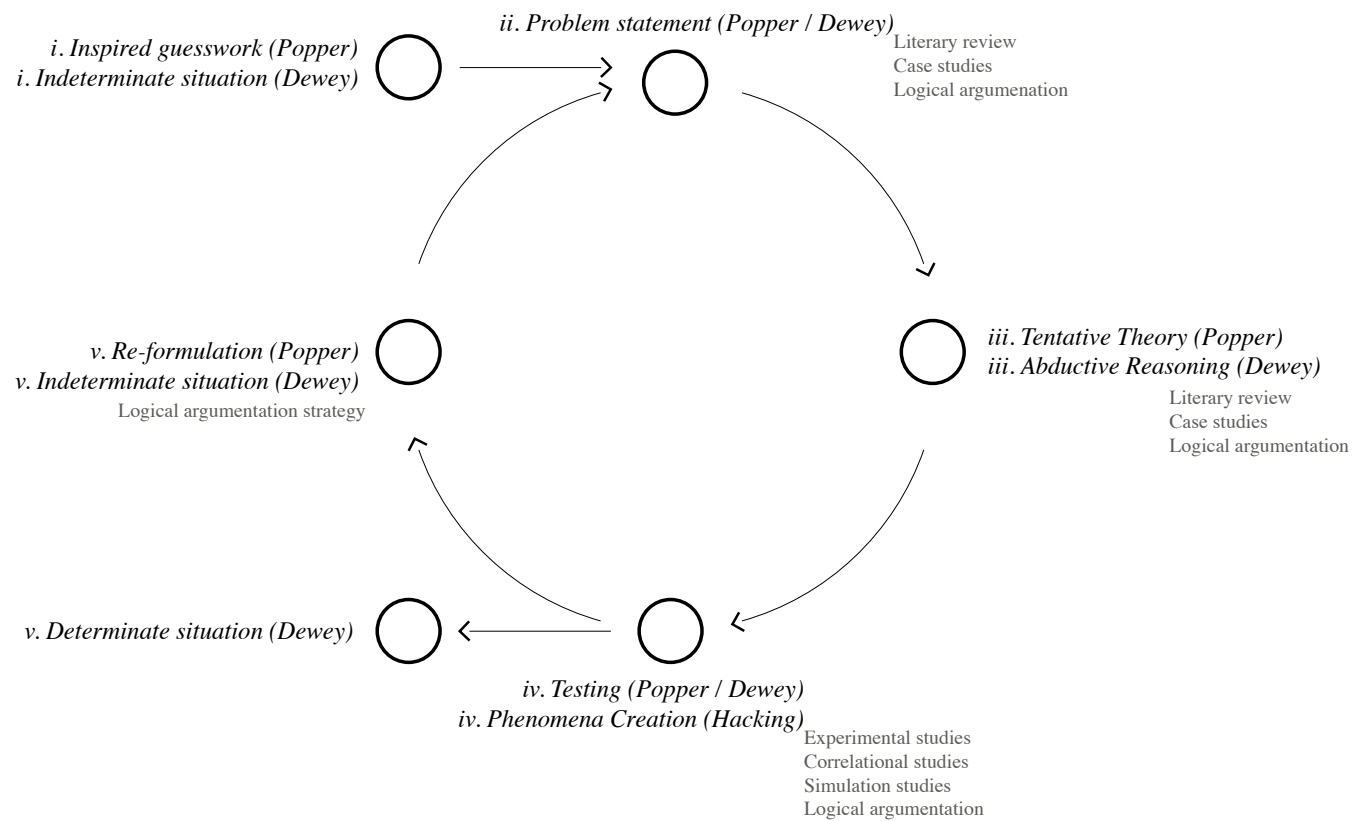 ii. Problem statement (Popper / Dewey)
Literary review
Case studies
Logical argumenation
i. Inspired guesswork (Popper)
i. Indeterminate situation (Dewey)
iii. Tentative Theory (Popper)
iii. Abductive Reasoning (Dewey)
Literary review
Case studies
Logical argumentation
v. Re-formulation (Popper)
v. Indeterminate situation (Dewey)
Logical argumentation strategy
v. Determinate situation (Dewey)
iv. Testing (Popper / Dewey)
iv. Phenomena Creation (Hacking)
Experimental studies
Correlational studies
Simulation studies
Logical argumentation